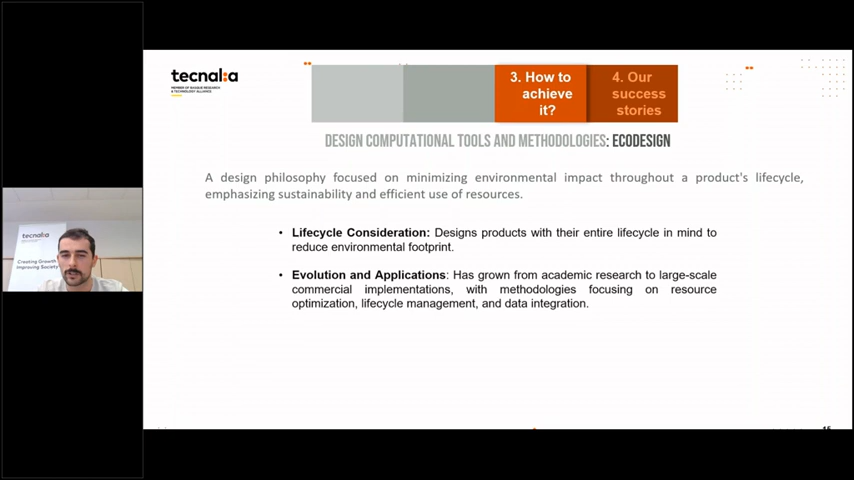 tecnal:a
MEMBER OF BASQUE RESEARCH
& TECHNOLOGY ALLIANCE
3. How to
achieve
it?
4. Our
success
stories
DESIGN COMPUTATIONAL TOOLS AND METHODOLOGIES: ECODESIGN
A design philosophy focused on minimizing environmental impact throughout a product's lifecycle,
emphasizing sustainability and efficient use of resources.
• Lifecycle Consideration: Designs products with their entire lifecycle in mind to
reduce environmental footprint.
• Evolution and Applications: Has grown from academic research to large-scale
commercial implementations, with methodologies focusing on resource
optimization, lifecycle management, and data integration.
tecnal:a
Creating Growth
Improving Society
15